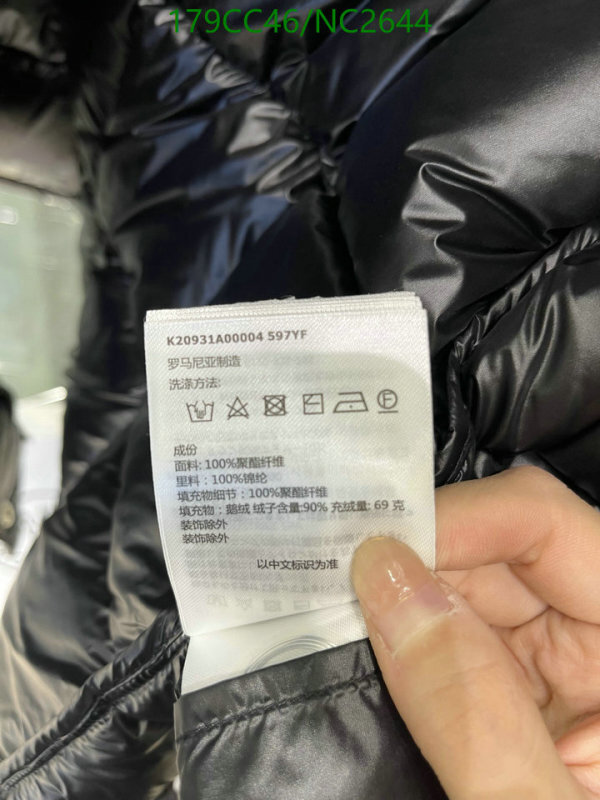 179CC46/NC2644
K20931A00004 597YF
罗马尼亚制造
洗涤方法:
成份
面料: 100%聚酯纤维
里料: 100%锦纶
填充物细节: 100%聚酯纤维
填充物: 鹅绒 绒子含量:90% 充绒量: 69 克
装饰除外
装饰除外
以中文标识为准